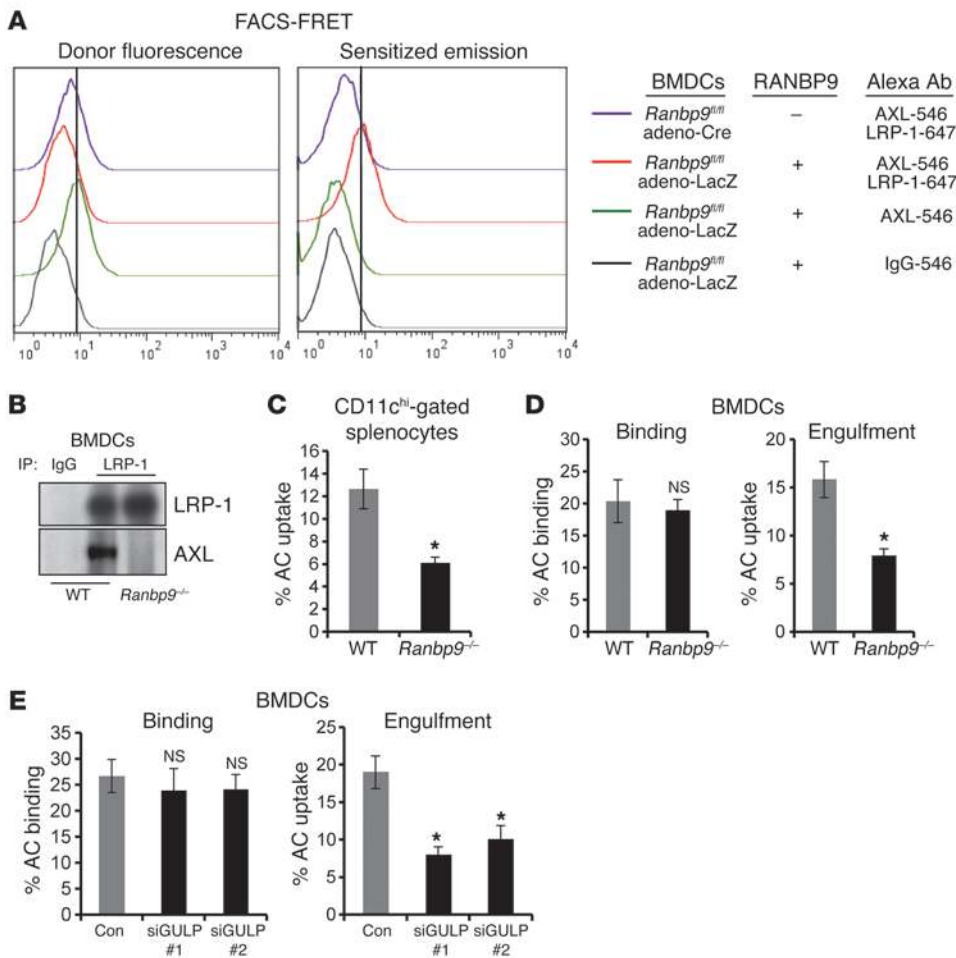 A
FACS-FRET
Donor fluorescence
Sensitized emission
10⁰ 10¹ 10² 10³ 10⁴
10⁰ 10¹ 10² 10³ 10⁴
BMDCs RANBP9 Alexa Ab
Ranbp9fl/fl adeno-Cre – AXL-546 LRP-1-647
Ranbp9fl/fl adeno-LacZ + AXL-546 LRP-1-647
Ranbp9fl/fl adeno-LacZ + AXL-546
Ranbp9fl/fl adeno-LacZ + IgG-546
B
BMDCs
IP: IgG LRP-1
LRP-1
AXL
WT Ranbp9–/–
C
CD11chi-gated
splenocytes
% AC uptake
16
14
12
10
8
6
4
2
0
*
WT Ranbp9–/–
D
BMDCs
Binding
% AC binding
30
25
20
15
10
5
0
NS
WT Ranbp9–/–
Engulfment
% AC uptake
20
15
10
5
0
*
WT Ranbp9–/–
E
BMDCs
Binding
% AC binding
35
30
25
20
15
10
5
0
NS NS
Con siGULP siGULP
#1 #2
Engulfment
% AC uptake
25
20
15
10
5
0
* *
Con siGULP siGULP
#1 #2